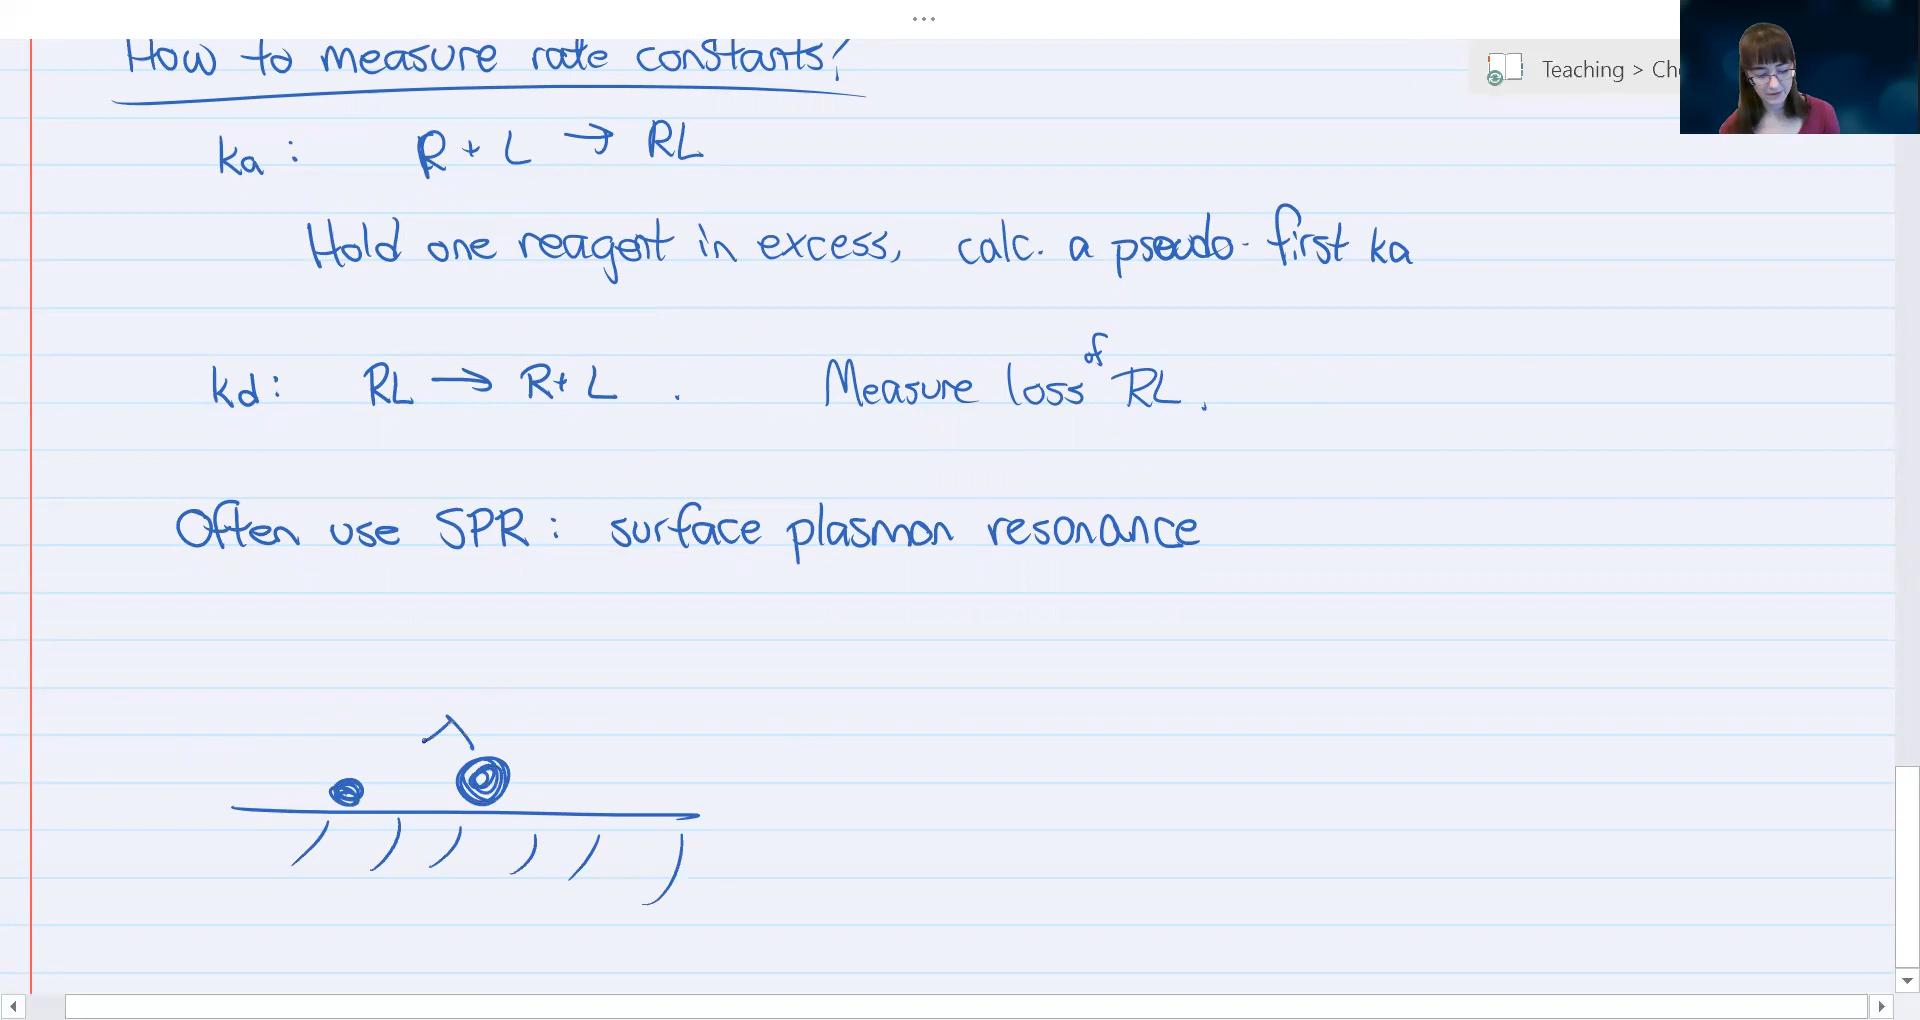 How to measure rate constants?
Teaching > Ch
ka : R + L → RL
Hold one reagent in excess, calc. a pseudo-first ka
kd : RL → R + L . Measure loss of RL.
Often use SPR : surface plasmon resonance